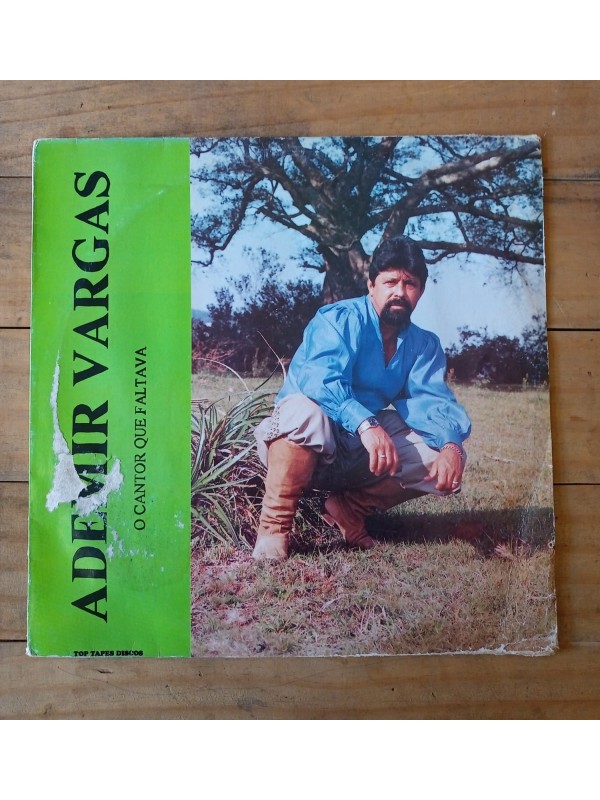 ADEMIR VARGAS
O CANTOR QUE FALTAVA
TOP TAPES DISCOS